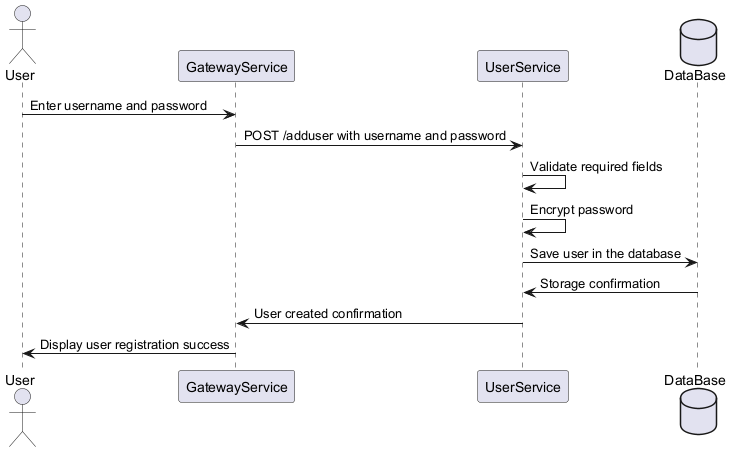 User
GatewayService
UserService
DataBase
Enter username and password
POST /adduser with username and password
Validate required fields
Encrypt password
Save user in the database
Storage confirmation
User created confirmation
Display user registration success
User
GatewayService
UserService
DataBase